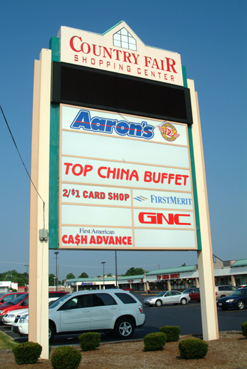 COUNTRY FAIR
SHOPPING CENTER
Aaron's
TOP CHINA BUFFET
2/$1 CARD SHOP
FIRSTMERIT
GNC
First American
CA$H ADVANCE